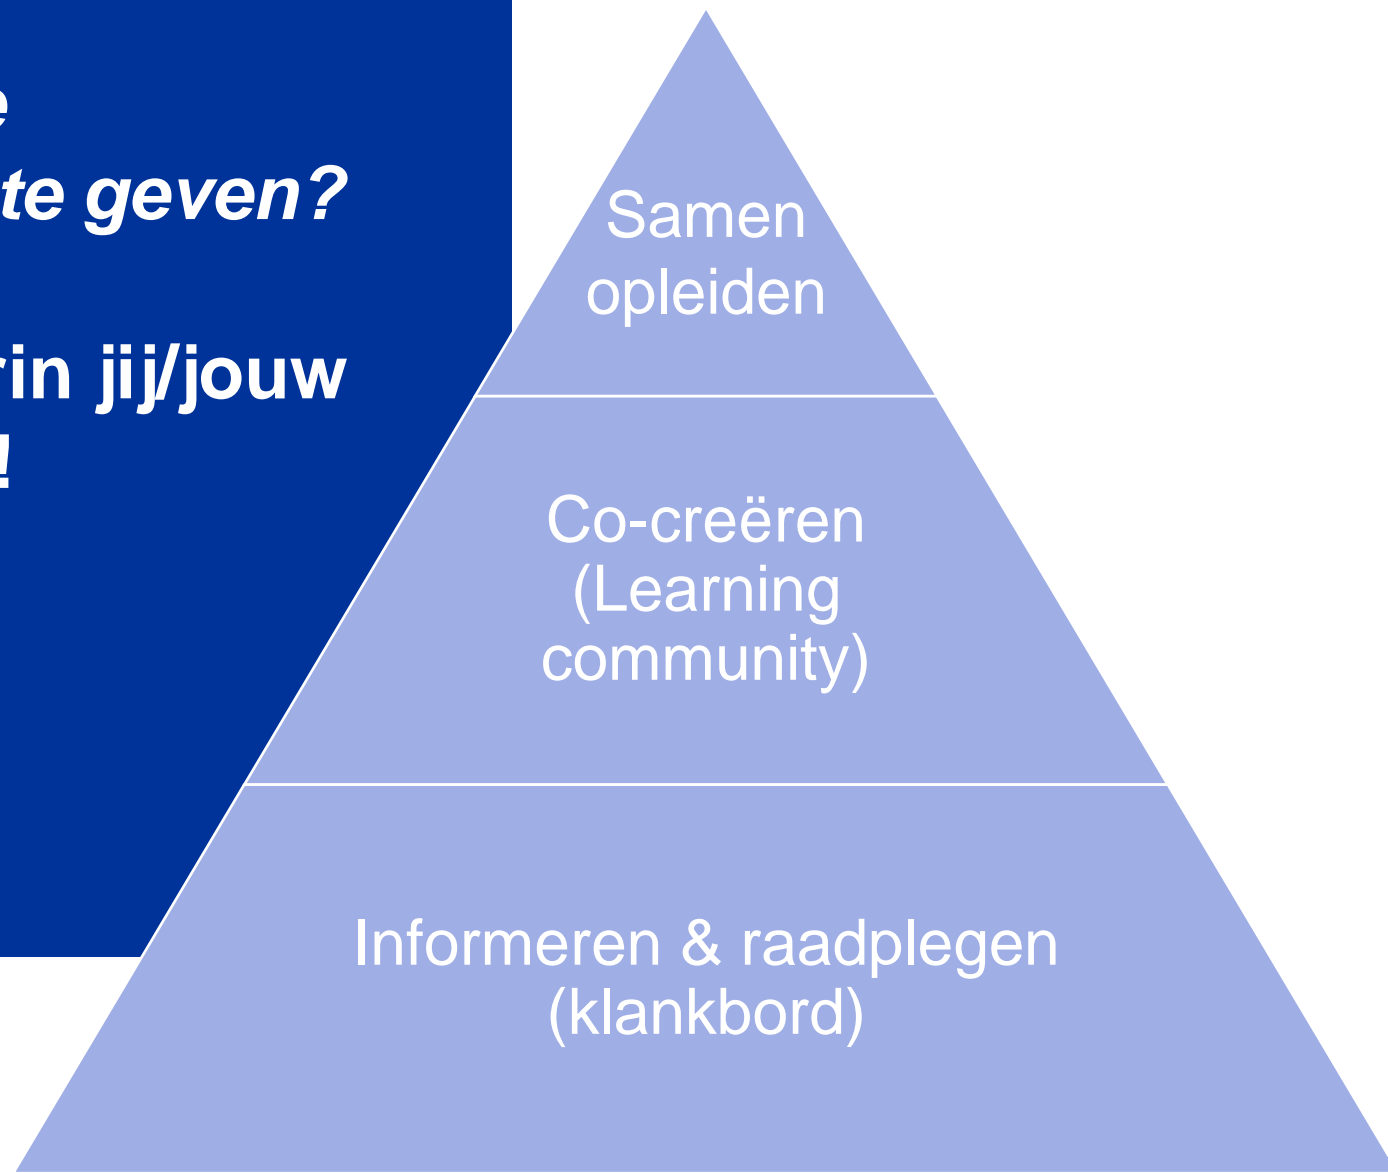 te geven?
rin jij/jouw
!
Samen
opleiden
Co-creëren
(Learning
community)
Informeren & raadplegen
(klankbord)